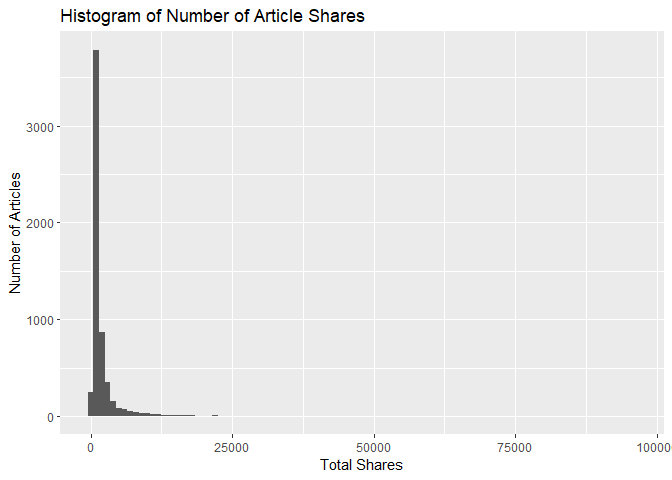 Histogram of Number of Article Shares
Number of Articles
3000
2000
1000
0
0 25000 50000 75000 10000
Total Shares